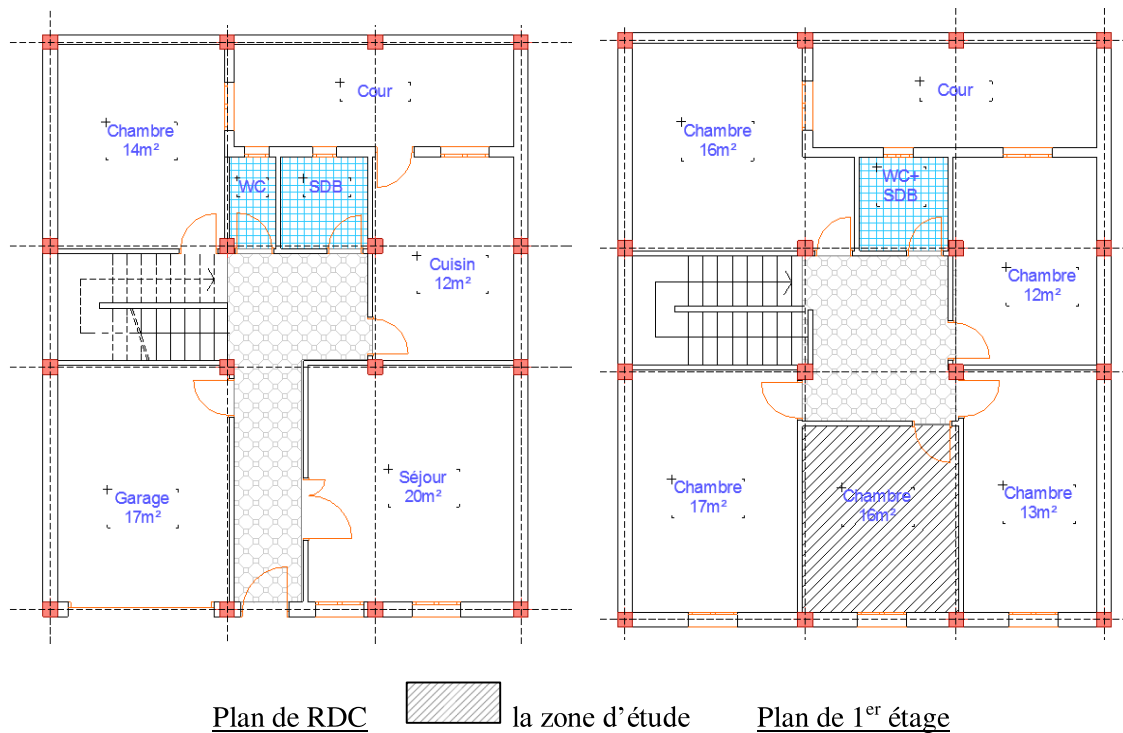 Cour
Chambre
14m²
WC
SDB
Cuisin
12m²
Garage
17m²
Séjour
20m²
Cour
Chambre
16m²
WC+
SDB
Chambre
12m²
Chambre
17m²
Chambre
16m²
Chambre
13m²
Plan de RDC
la zone d'étude
Plan de 1er étage